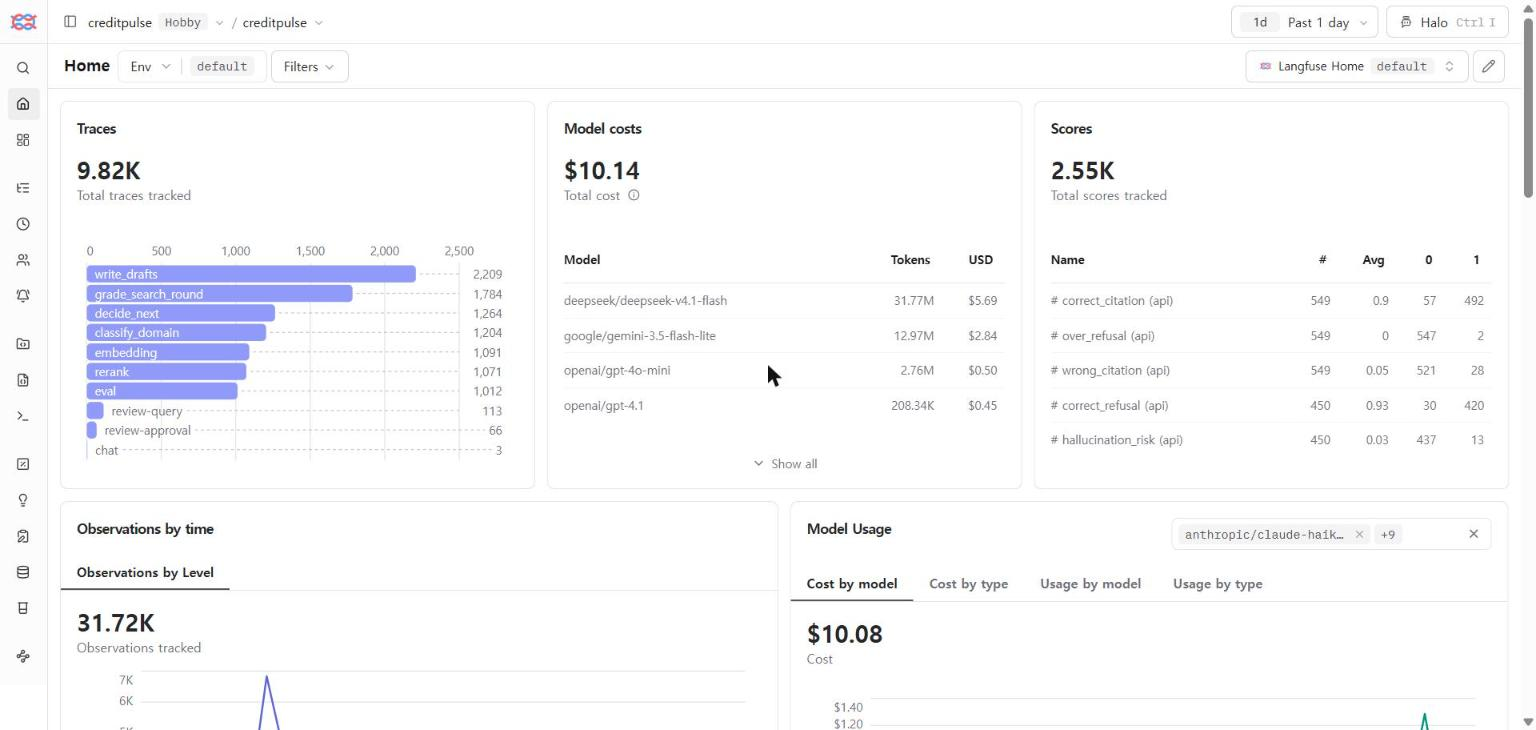 creditpulse Hobby / creditpulse
1d Past 1 day
Halo Ctrl I
Home Env default Filters
Langfuse Home default
Traces
9.82K
Total traces tracked
0 500 1,000 1,500 2,000 2,500
write_drafts 2,209
grade_search_round 1,784
decide_next 1,264
classify_domain 1,204
embedding 1,091
rerank 1,071
eval 1,012
review-query 113
review-approval 66
chat 3
Model costs
$10.14
Total cost
Model Tokens USD
deepseek/deepseek-v4.1-flash 31.77M $5.69
google/gemini-3.5-flash-lite 12.97M $2.84
openai/gpt-4o-mini 2.76M $0.50
openai/gpt-4.1 208.34K $0.45
Show all
Scores
2.55K
Total scores tracked
Name # Avg 0 1
# correct_citation (api) 549 0.9 57 492
# over_refusal (api) 549 0 547 2
# wrong_citation (api) 549 0.05 521 28
# correct_refusal (api) 450 0.93 30 420
# hallucination_risk (api) 450 0.03 437 13
Observations by time
Observations by Level
31.72K
Observations tracked
7K
6K
Model Usage
anthropic/claude-haik… +9
Cost by model Cost by type Usage by model Usage by type
$10.08
Cost
$1.40
$1.20